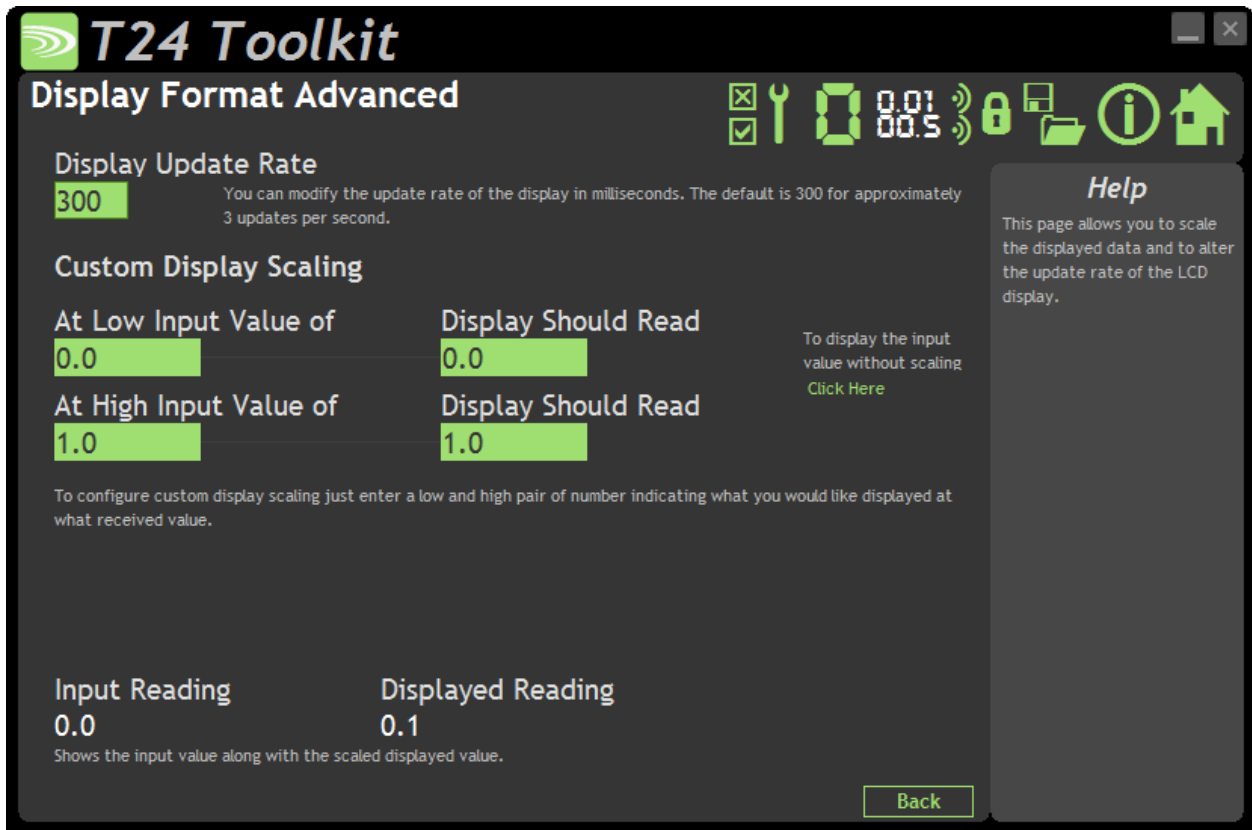 T24 Toolkit
Display Format Advanced
0.01
00.5
Display Update Rate
300
You can modify the update rate of the display in milliseconds. The default is 300 for approximately
3 updates per second.
Custom Display Scaling
At Low Input Value of
Display Should Read
0.0
0.0
To display the input
value without scaling
Click Here
At High Input Value of
Display Should Read
1.0
1.0
To configure custom display scaling just enter a low and high pair of number indicating what you would like displayed at
what received value.
Input Reading
Displayed Reading
0.0
0.1
Shows the input value along with the scaled displayed value.
Back
Help
This page allows you to scale
the displayed data and to alter
the update rate of the LCD
display.